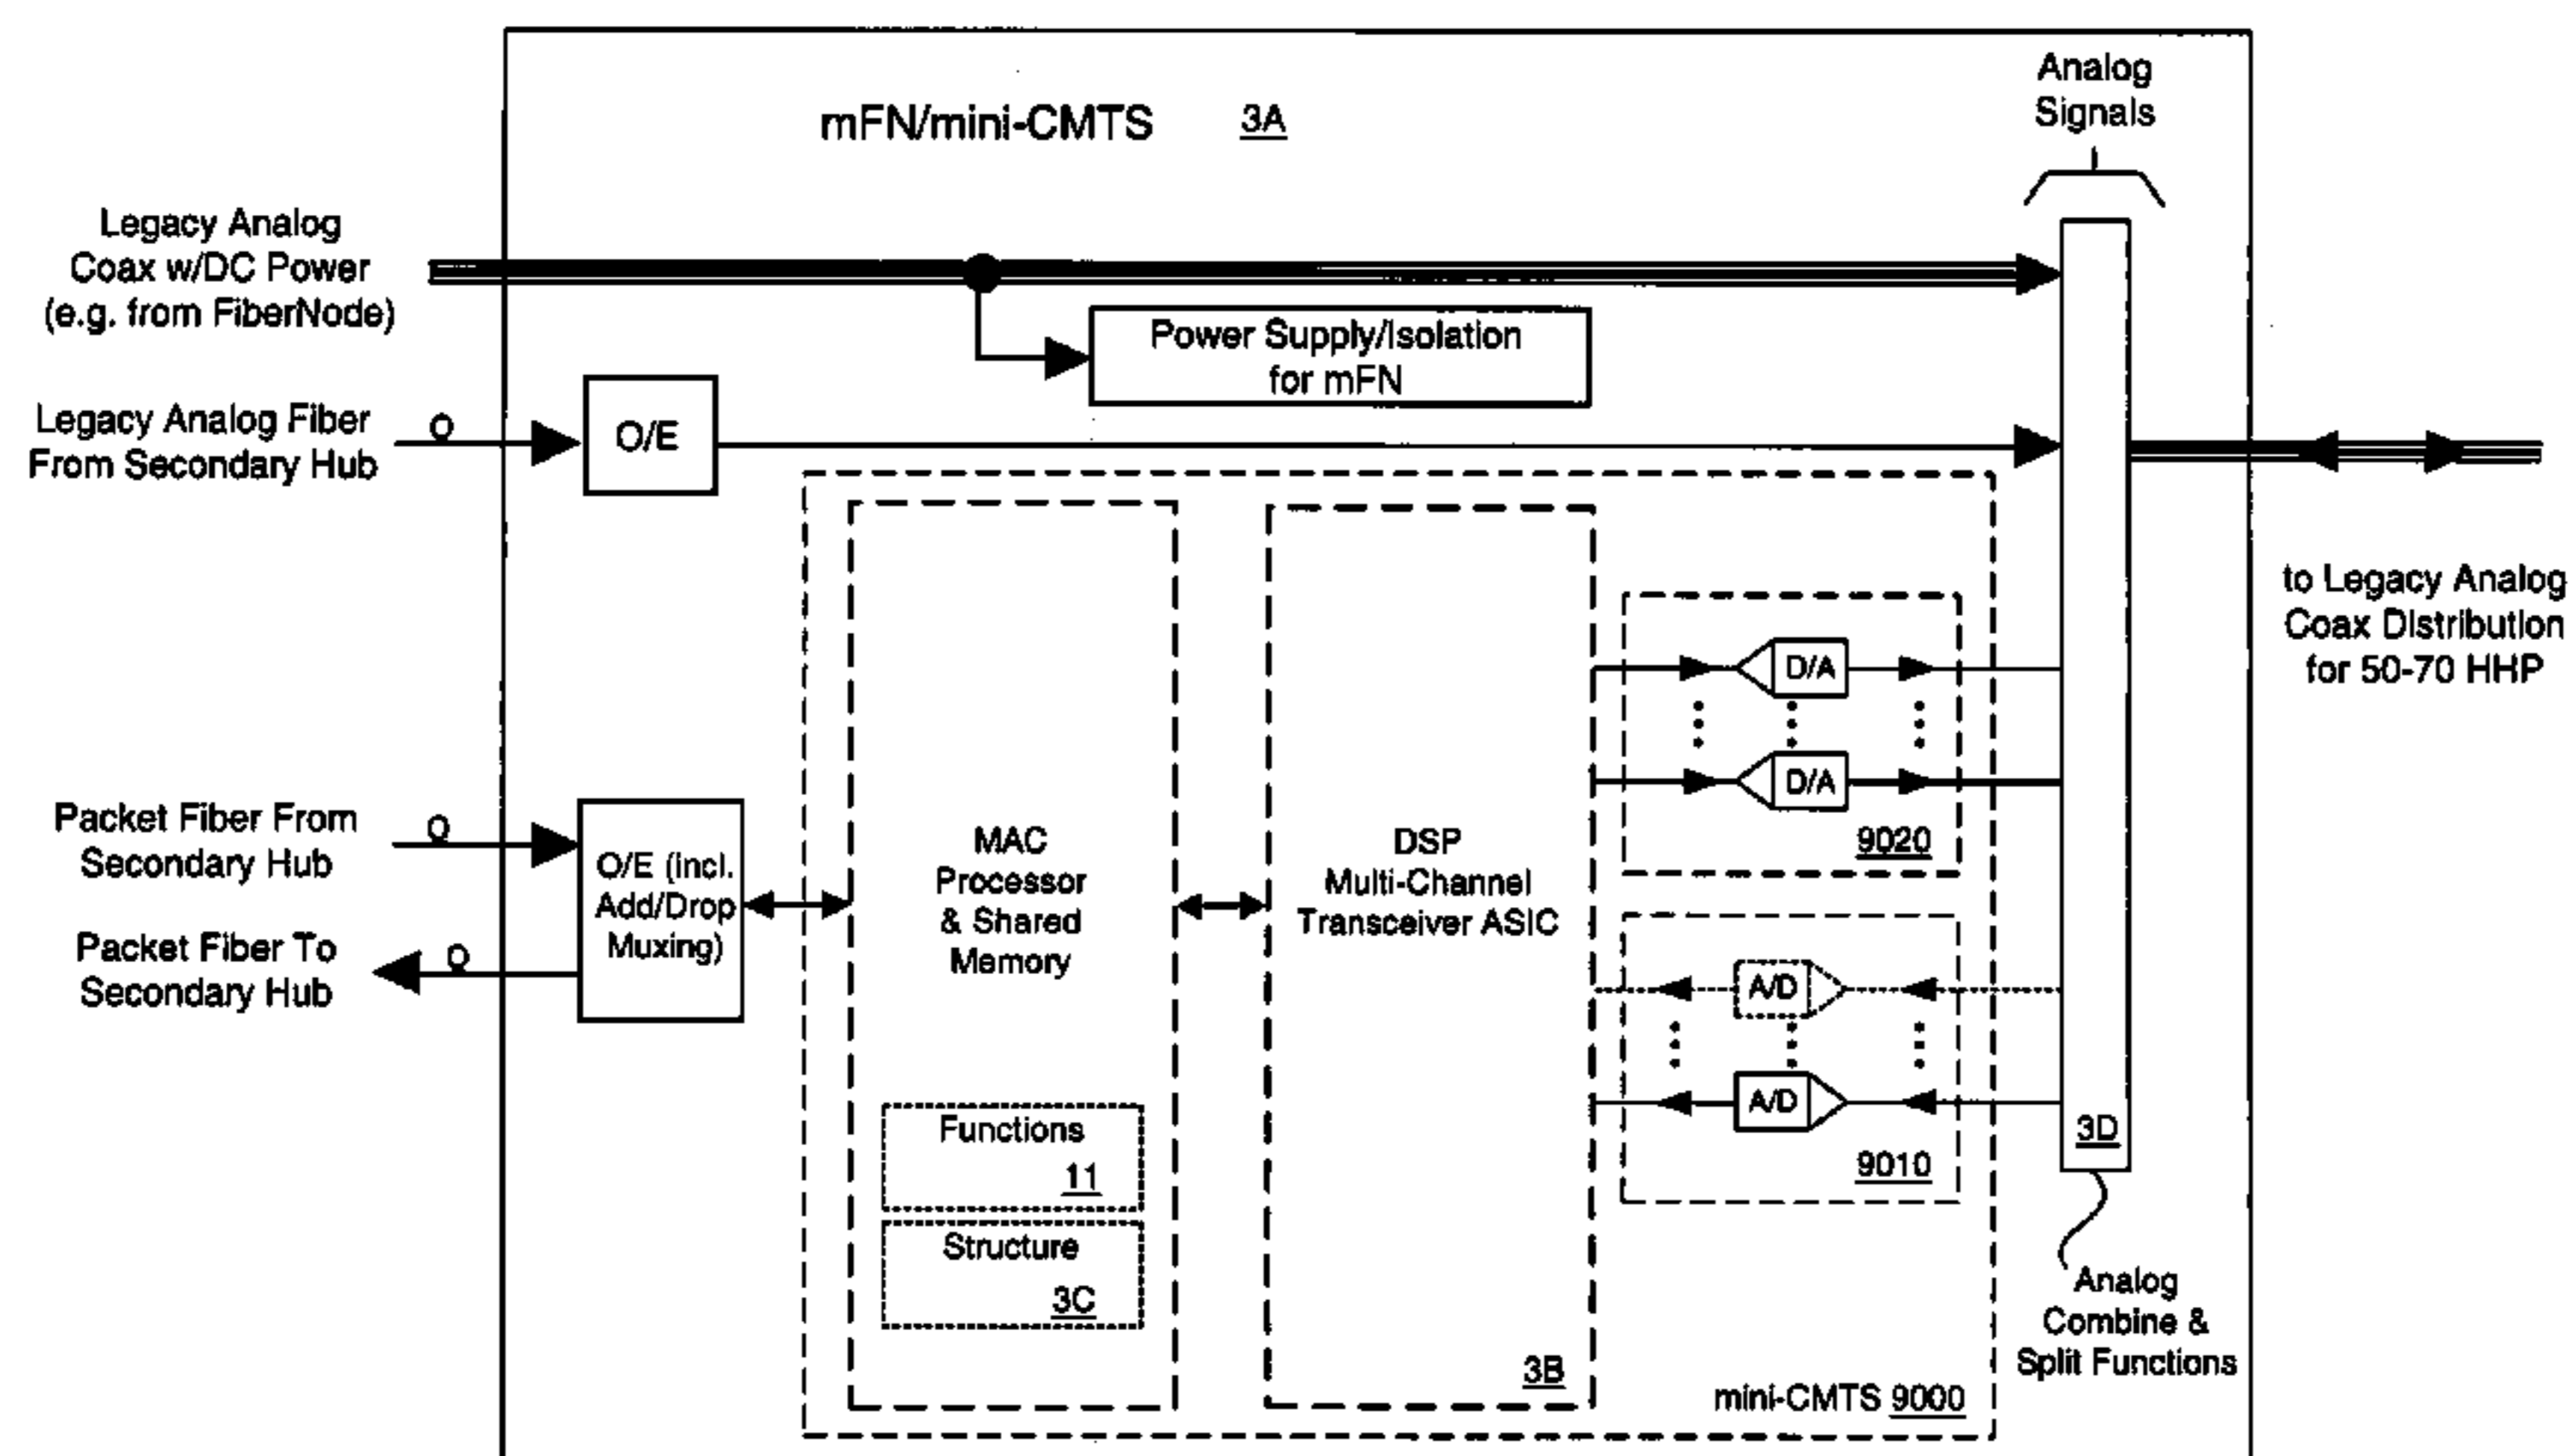 mFN/mini-CMTS 3A
Analog
Signals
Legacy Analog
Coax w/DC Power
(e.g. from FiberNode)
Power Supply/Isolation
for mFN
Legacy Analog Fiber
From Secondary Hub
O/E
to Legacy Analog
Coax Distribution
for 50-70 HHP
Packet Fiber From
Secondary Hub
Packet Fiber To
Secondary Hub
O/E (incl.
Add/Drop
Muxing)
MAC
Processor
& Shared
Memory
Functions
11
Structure
3C
DSP
Multi-Channel
Transceiver ASIC
3B
D/A
D/A
9020
A/D
A/D
9010
mini-CMTS 9000
3D
Analog
Combine &
Split Functions